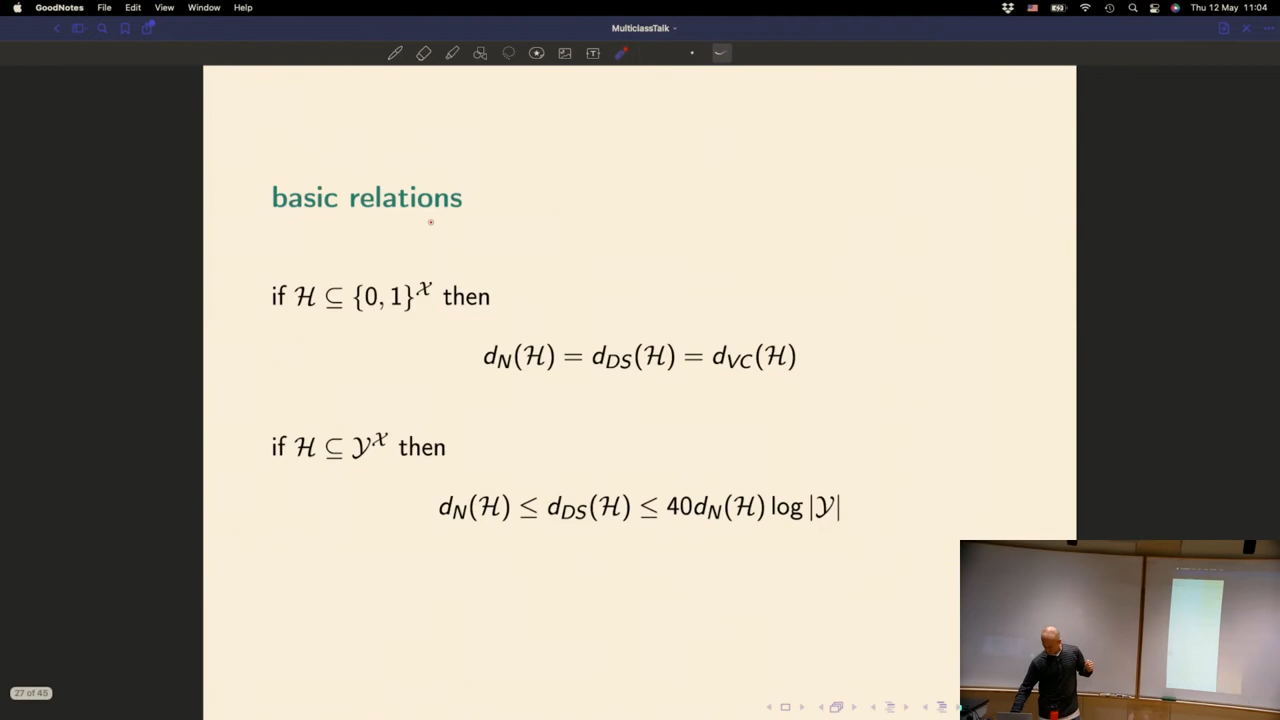 GoodNotes File Edit View Window Help Thu 12 May 11:04
MulticlassTalk
basic relations
if ℋ ⊆ {0, 1}^𝒳 then
d_N(ℋ) = d_DS(ℋ) = d_VC(ℋ)
if ℋ ⊆ 𝒴^𝒳 then
d_N(ℋ) ≤ d_DS(ℋ) ≤ 40d_N(ℋ) log |𝒴|
27 of 45